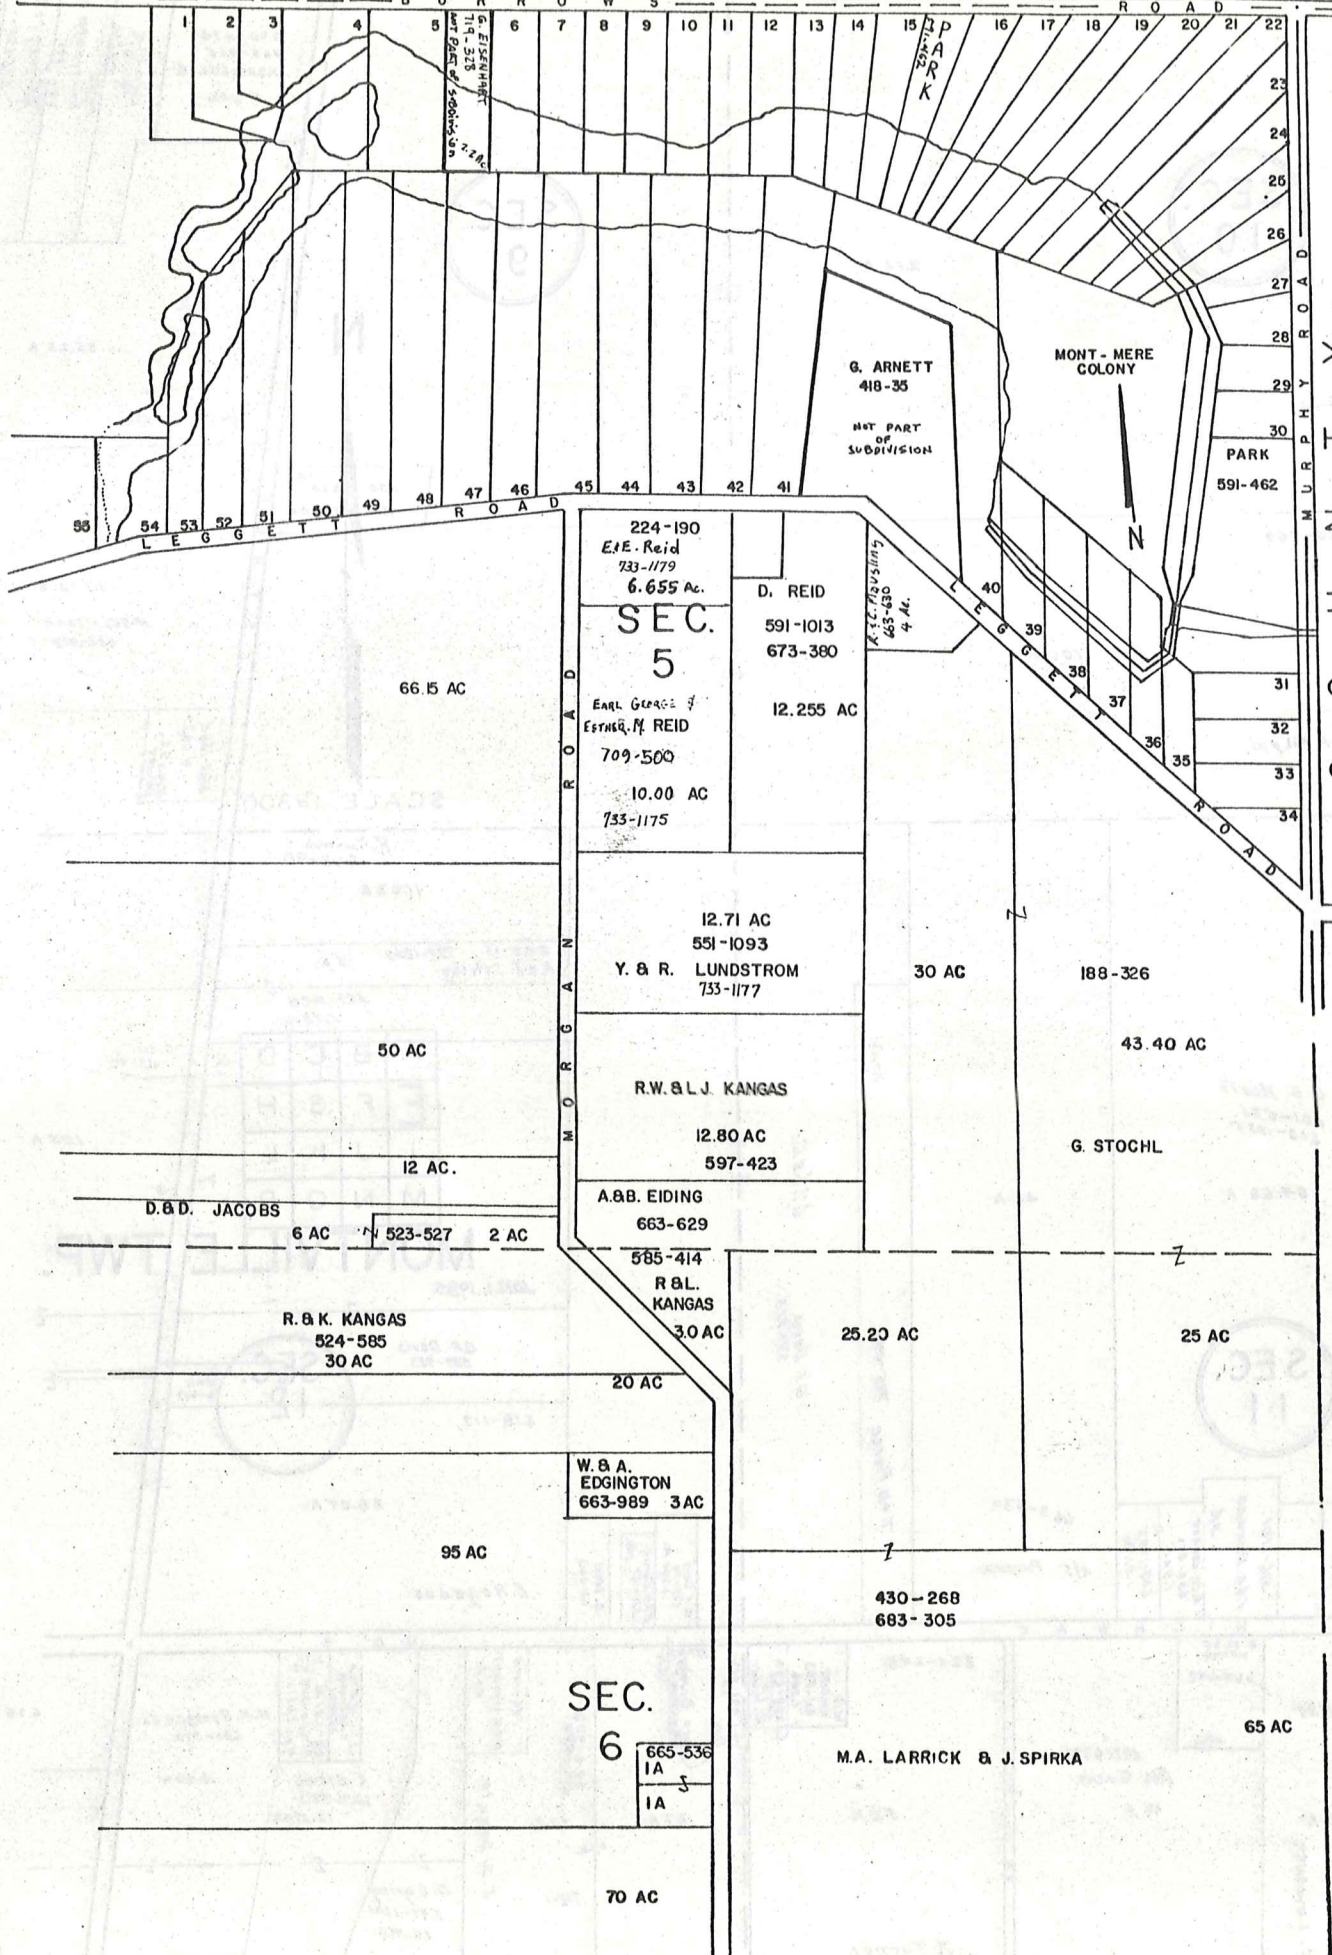 B U R R O W S ROAD
1 2 3 4 5 6 7 8 9 10 11 12 13 14 15 16 17 18 19 20 21 22
G. EISENHART
719-328
NOT PART OF SUBDIVISION
2.2 Ac.
PARK
23
24
25
26
27
28
29
30
MURPHY ROAD
G. ARNETT
418-35
NOT PART
OF
SUBDIVISION
MONT-MERE
COLONY
N
PARK
591-462
55 54 53 52 51 50 49 48 47 46 45 44 43 42 41
LEGGETT ROAD
40
39
38
37
36
35
31
32
33
34
LEGGETT ROAD
224-190
E&E. Reid
733-1179
6.655 Ac.
SEC.
5
EARL GEORGE &
ESTHER. M. REID
709-500
10.00 AC
733-1175
D. REID
591-1013
673-380
12.255 AC
663-630
4 Ac.
66.15 AC
MORGAN ROAD
12.71 AC
551-1093
Y. & R. LUNDSTROM
733-1177
30 AC
188-326
43.40 AC
G. STOCHL
50 AC
R.W. & L J. KANGAS
12.80 AC
597-423
12 AC.
D. & D. JACOBS
6 AC
523-527 2 AC
A. & B. EIDING
663-629
585-414
R & L.
KANGAS
3.0 AC
25.20 AC
25 AC
R. & K. KANGAS
524-585
30 AC
20 AC
W. & A.
EDGINGTON
663-989 3 AC
95 AC
430-268
683-305
SEC.
6
665-536
1A
1A
M.A. LARRICK & J. SPIRKA
65 AC
70 AC